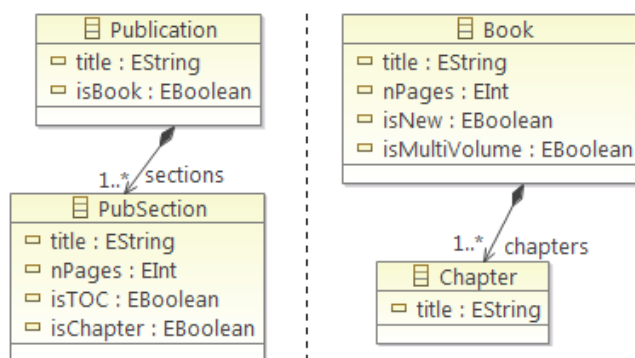 Publication
title : EString
isBook : EBoolean
1..* sections
PubSection
title : EString
nPages : EInt
isTOC : EBoolean
isChapter : EBoolean
Book
title : EString
nPages : EInt
isNew : EBoolean
isMultiVolume : EBoolean
1..* chapters
Chapter
title : EString